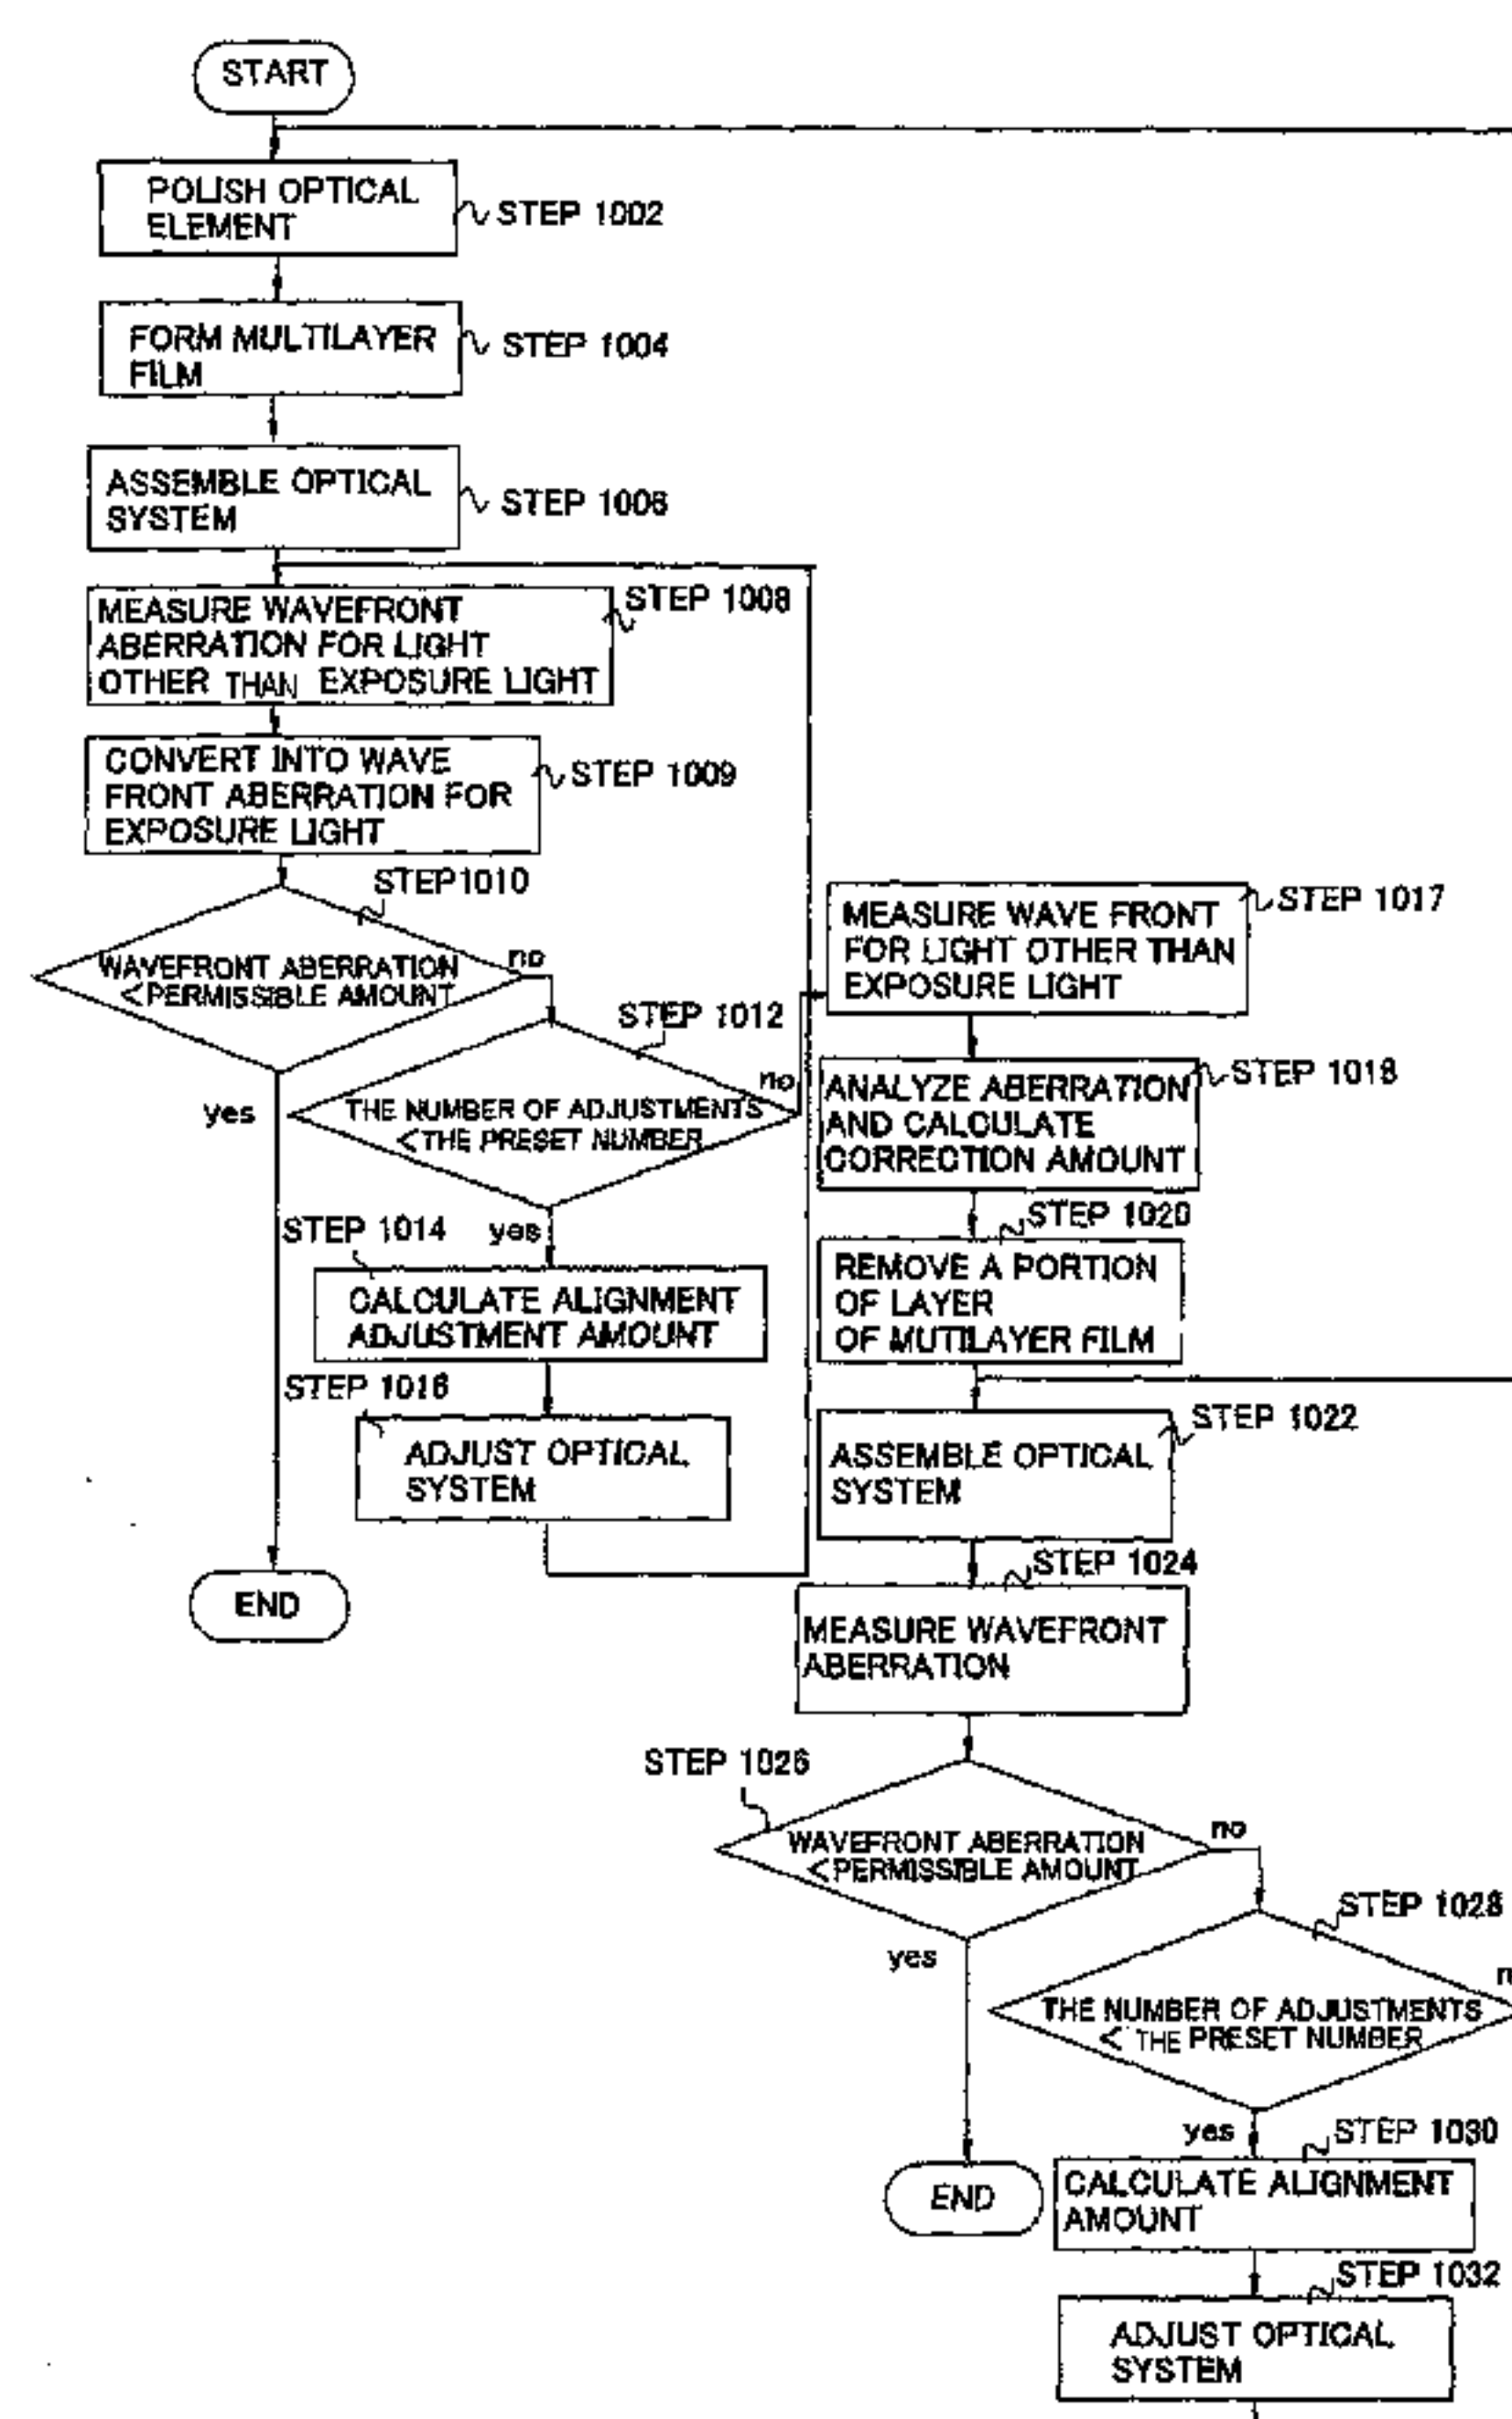 START
POLISH OPTICAL
ELEMENT
STEP 1002
FORM MULTILAYER
FILM
STEP 1004
ASSEMBLE OPTICAL
SYSTEM
STEP 1006
MEASURE WAVEFRONT
ABERRATION FOR LIGHT
OTHER THAN EXPOSURE LIGHT
STEP 1008
CONVERT INTO WAVE
FRONT ABERRATION FOR
EXPOSURE LIGHT
STEP 1009
STEP1010
WAVEFRONT ABERRATION
<PERMISSIBLE AMOUNT
no
yes
STEP 1012
THE NUMBER OF ADJUSTMENTS
<THE PRESET NUMBER
no
yes
STEP 1014
CALCULATE ALIGNMENT
ADJUSTMENT AMOUNT
STEP 1016
ADJUST OPTICAL
SYSTEM
END
MEASURE WAVE FRONT
FOR LIGHT OTHER THAN
EXPOSURE LIGHT
STEP 1017
ANALYZE ABERRATION
AND CALCULATE
CORRECTION AMOUNT
STEP 1018
STEP 1020
REMOVE A PORTION
OF LAYER
OF MUTILAYER FILM
STEP 1022
ASSEMBLE OPTICAL
SYSTEM
STEP 1024
MEASURE WAVEFRONT
ABERRATION
STEP 1026
WAVEFRONT ABERRATION
<PERMISSIBLE AMOUNT
no
yes
END
STEP 1028
THE NUMBER OF ADJUSTMENTS
< THE PRESET NUMBER
yes
STEP 1030
CALCULATE ALIGNMENT
AMOUNT
STEP 1032
ADJUST OPTICAL
SYSTEM